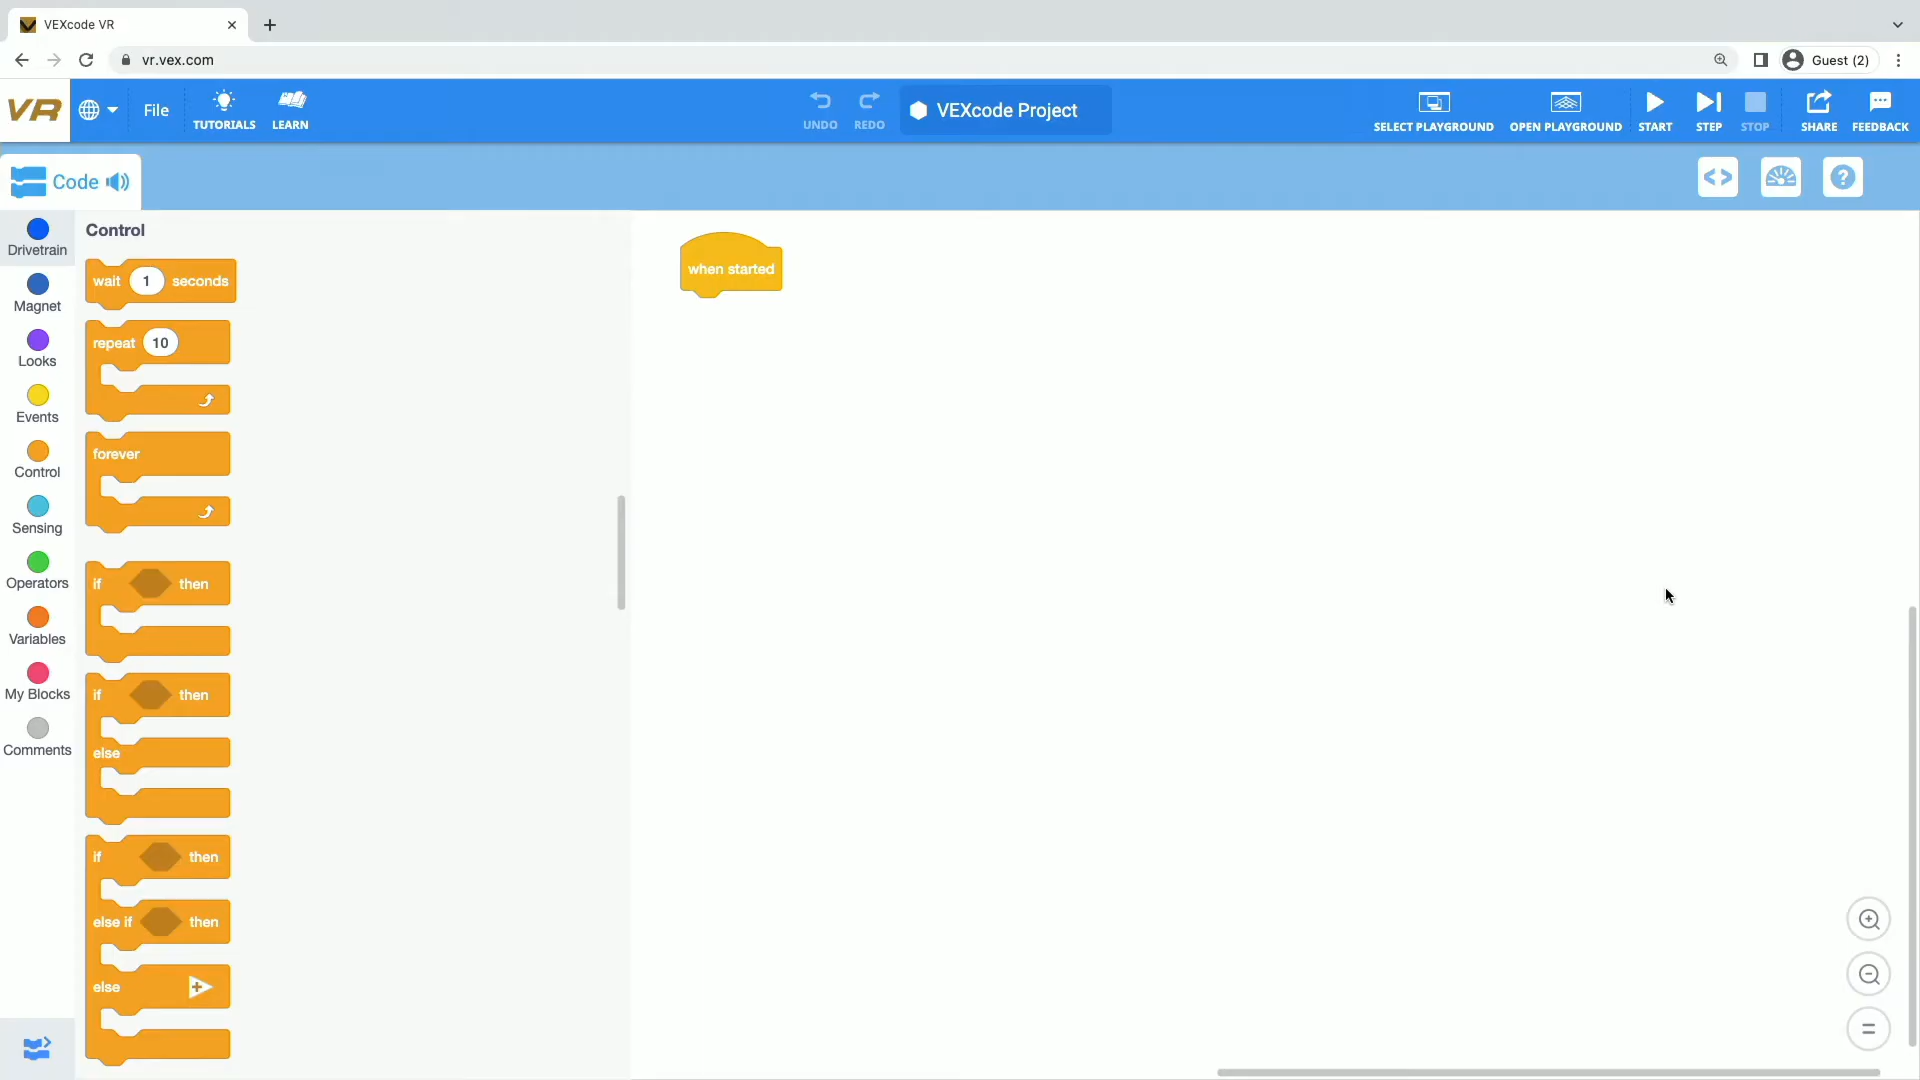 VEXcode VR
vr.vex.com
Guest (2)
VR
File
TUTORIALS
LEARN
UNDO
REDO
VEXcode Project
SELECT PLAYGROUND
OPEN PLAYGROUND
START
STEP
STOP
SHARE
FEEDBACK
Code
Drivetrain
Magnet
Looks
Events
Control
Sensing
Operators
Variables
My Blocks
Comments
Control
wait 1 seconds
repeat 10
forever
if then
if then
else
if then
else if then
else
when started